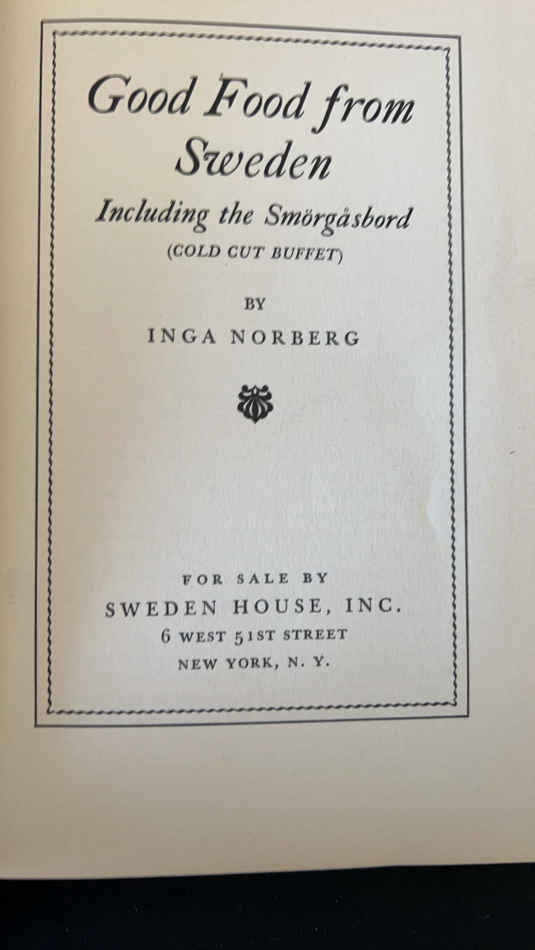 Good Food from
Sweden
Including the Smörgåsbord
(COLD CUT BUFFET)
BY
INGA NORBERG
FOR SALE BY
SWEDEN HOUSE, INC.
6 WEST 51ST STREET
NEW YORK, N. Y.